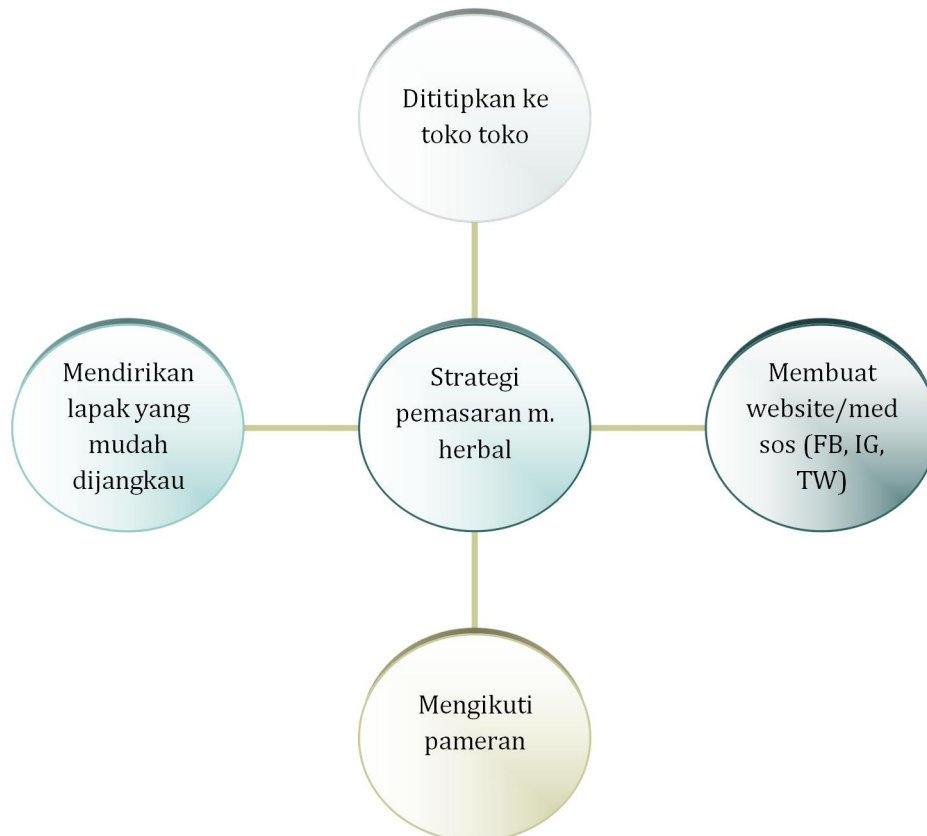 Dititipkan ke
toko toko
Mendirikan
lapak yang
mudah
dijangkau
Strategi
pemasaran m.
herbal
Membuat
website/med
sos (FB, IG,
TW)
Mengikuti
pameran